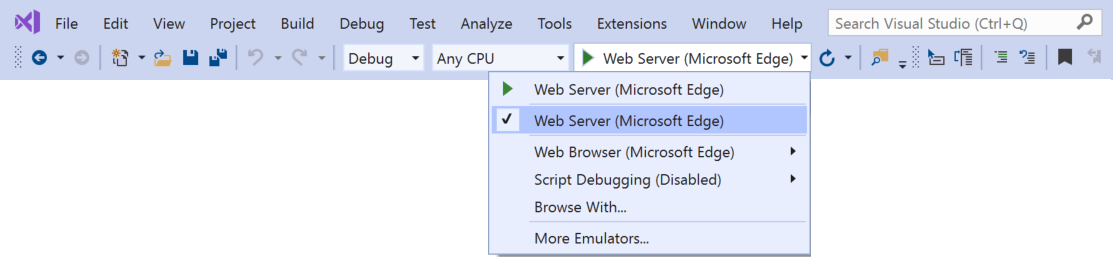 File Edit View Project Build Debug Test Analyze Tools Extensions Window Help Search Visual Studio (Ctrl+Q)
Debug Any CPU Web Server (Microsoft Edge)
Web Server (Microsoft Edge)
Web Server (Microsoft Edge)
Web Browser (Microsoft Edge)
Script Debugging (Disabled)
Browse With...
More Emulators...